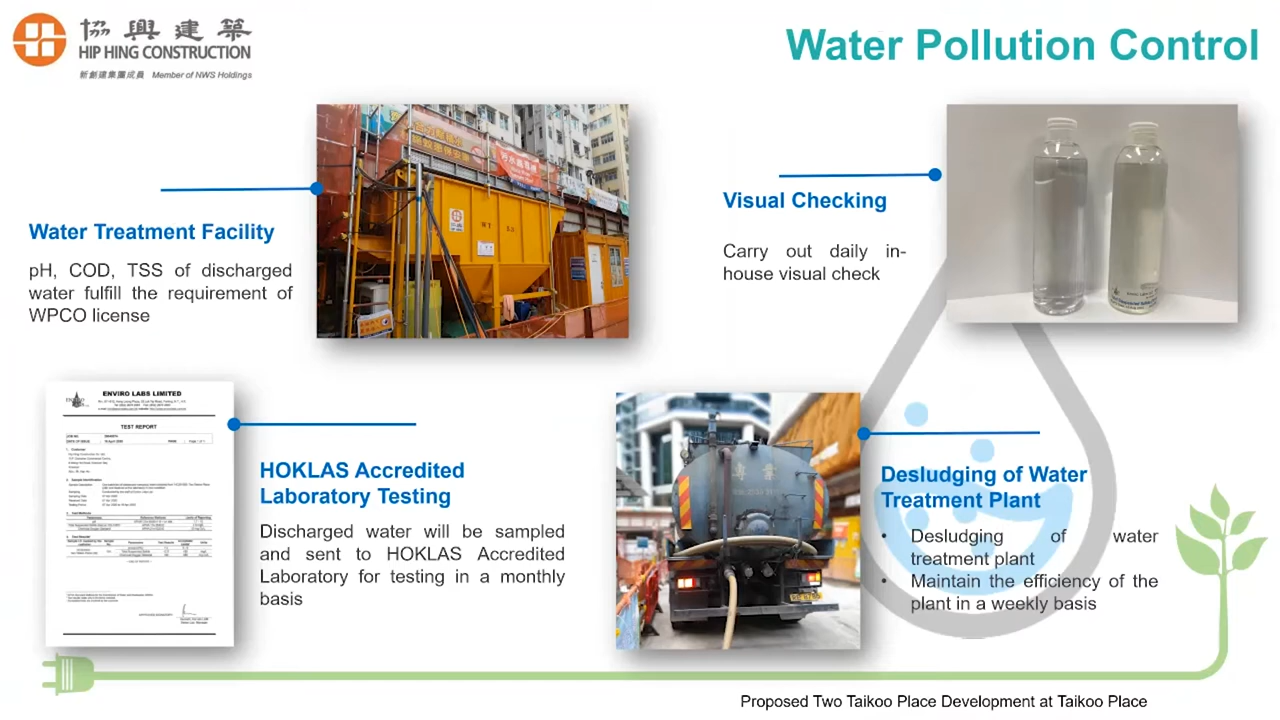 協興建築
HIP HING CONSTRUCTION
新創建集團成員 Member of NWS Holdings
Water Pollution Control
Water Treatment Facility
pH, COD, TSS of discharged
water fulfill the requirement of
WPCO license
Visual Checking
Carry out daily in-
house visual check
ENVIRO LABS LIMITED
TEST REPORT
HOKLAS Accredited
Laboratory Testing
Discharged water will be sampled
and sent to HOKLAS Accredited
Laboratory for testing in a monthly
basis
專業
Desludging of Water
Treatment Plant
• Desludging of water
treatment plant
• Maintain the efficiency of the
plant in a weekly basis
Proposed Two Taikoo Place Development at Taikoo Place